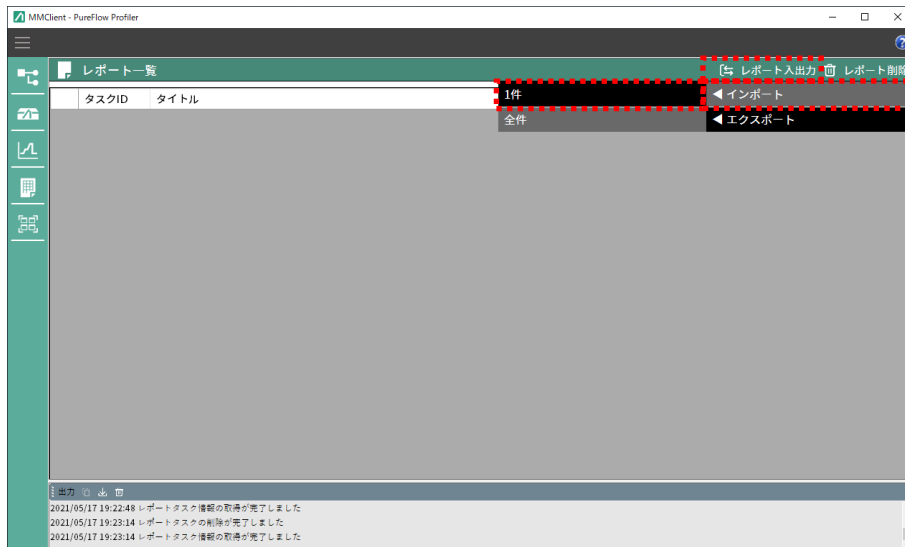 MMClient - PureFlow Profiler
レポート一覧
レポート入出力
レポート削除
タスクID
タイトル
1件
インポート
全件
エクスポート
出力
2021/05/17 19:22:48 レポートタスク情報の取得が完了しました
2021/05/17 19:23:14 レポートタスクの削除が完了しました
2021/05/17 19:23:14 レポートタスク情報の取得が完了しました